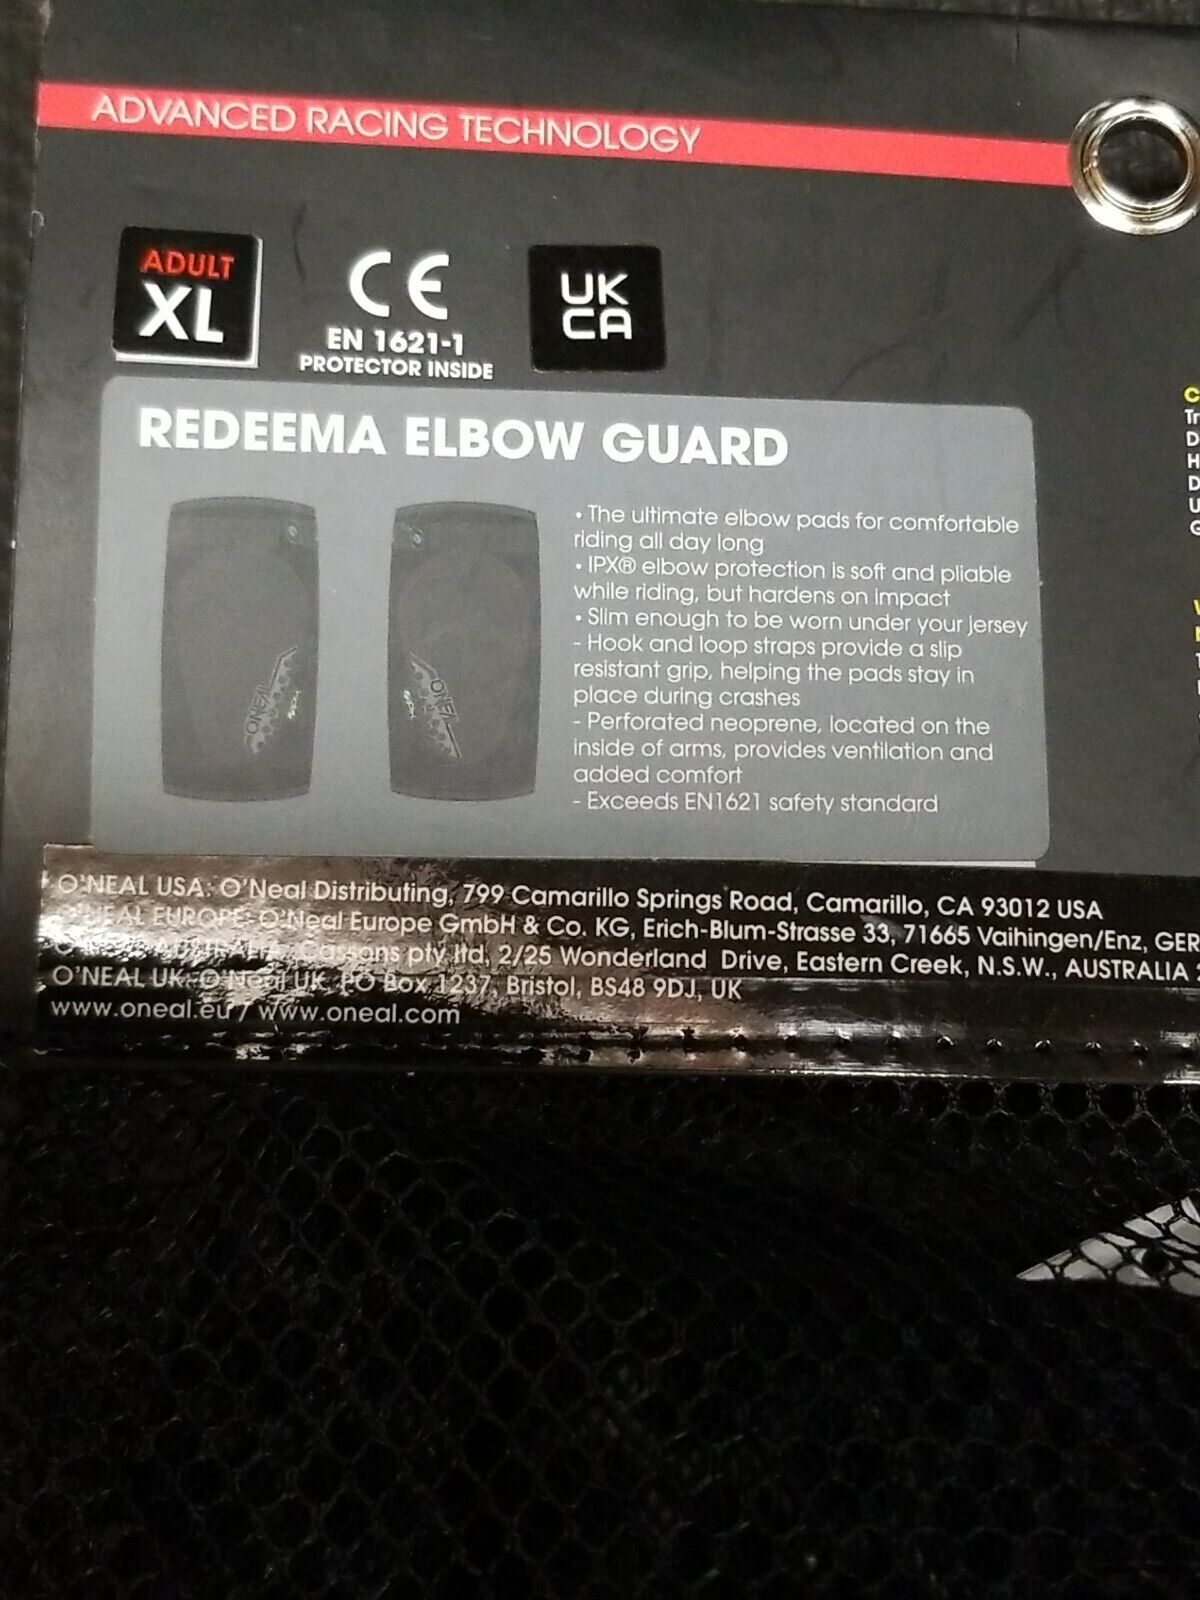 ADVANCED RACING TECHNOLOGY
ADULT
XL
CE
EN 1621-1
PROTECTOR INSIDE
UK
CA
REDEEMA ELBOW GUARD
• The ultimate elbow pads for comfortable
riding all day long
• IPX® elbow protection is soft and pliable
while riding, but hardens on impact
• Slim enough to be worn under your jersey
- Hook and loop straps provide a slip
resistant grip, helping the pads stay in
place during crashes
- Perforated neoprene, located on the
inside of arms, provides ventilation and
added comfort
- Exceeds EN1621 safety standard
O'NEAL
O'NEAL
O'NEAL USA: O'Neal Distributing, 799 Camarillo Springs Road, Camarillo, CA 93012 USA
O'NEAL EUROPE: O'Neal Europe GmbH & Co. KG, Erich-Blum-Strasse 33, 71665 Vaihingen/Enz, GER
O'NEAL AUSTRALIA: Cassons pty ltd, 2/25 Wonderland Drive, Eastern Creek, N.S.W., AUSTRALIA
O'NEAL UK: O'Neal UK, PO Box 1237, Bristol, BS48 9DJ, UK
www.oneal.eu / www.oneal.com